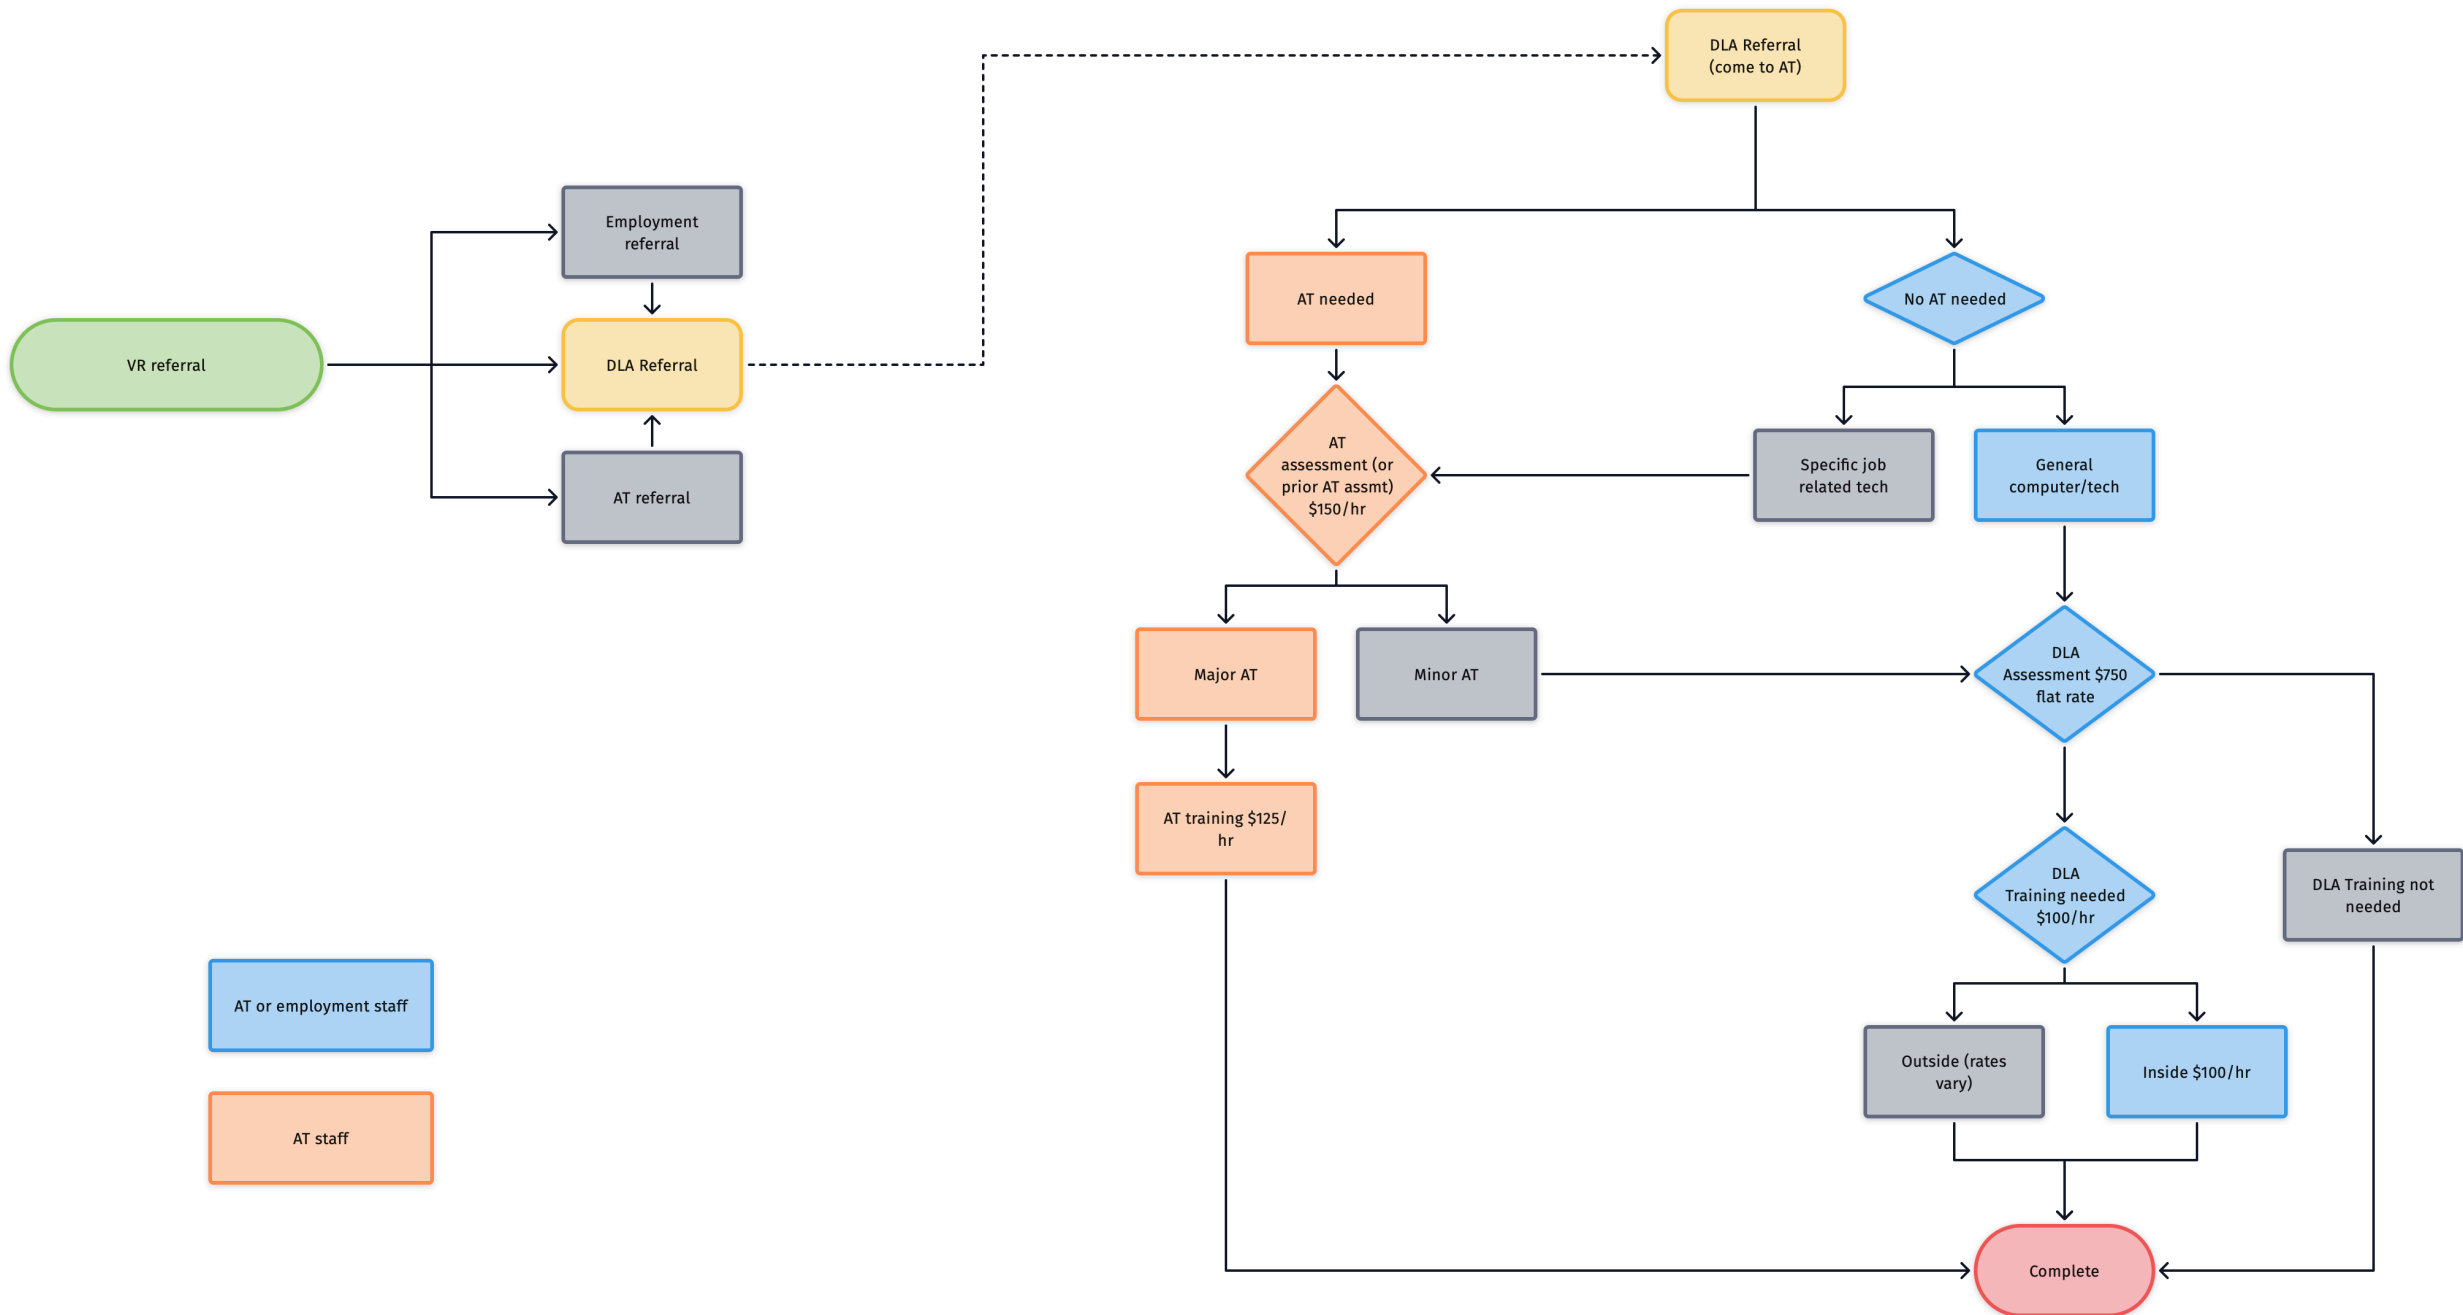 DLA Referral
(come to AT)
Employment
referral
VR referral
DLA Referral
AT referral
AT needed
No AT needed
AT
assessment (or
prior AT assmt)
$150/hr
Specific job
related tech
General
computer/tech
Major AT
Minor AT
DLA
Assessment $750
flat rate
AT training $125/
hr
DLA
Training needed
$100/hr
DLA Training not
needed
AT or employment staff
AT staff
Outside (rates
vary)
Inside $100/hr
Complete